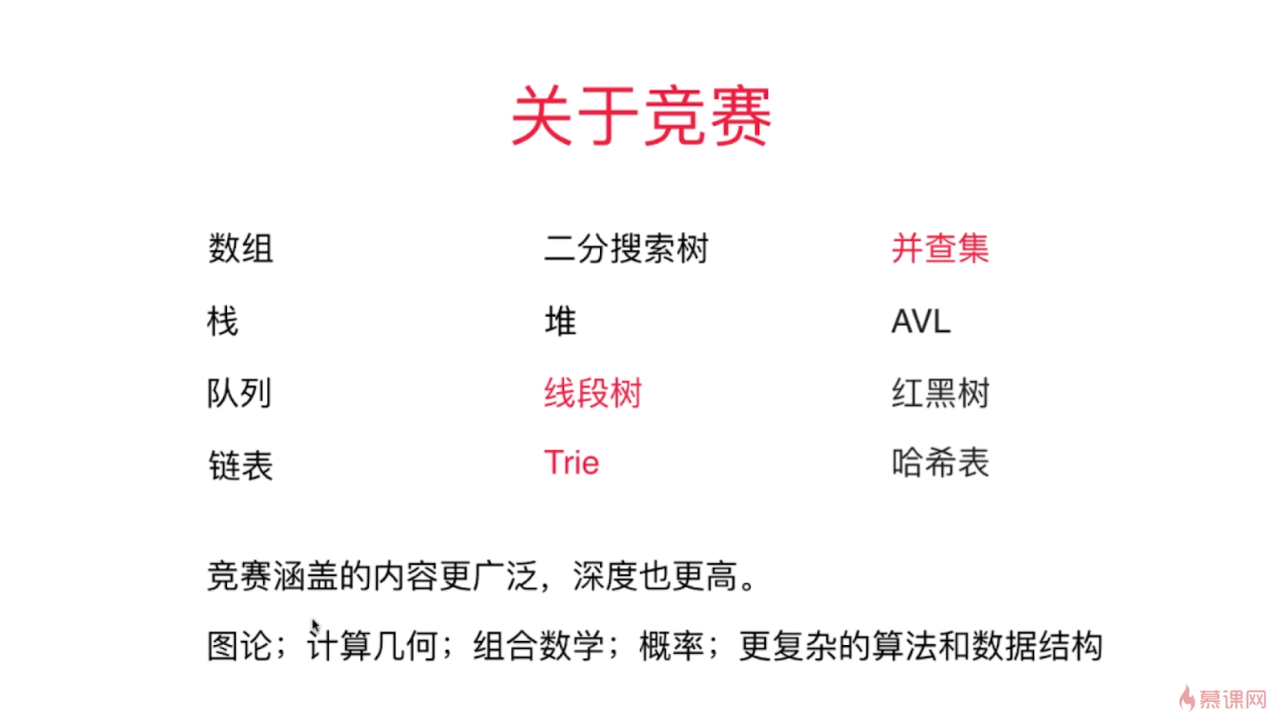 关于竞赛
数组 二分搜索树 并查集
栈 堆 AVL
队列 线段树 红黑树
链表 Trie 哈希表
竞赛涵盖的内容更广泛，深度也更高。
图论；计算几何；组合数学；概率；更复杂的算法和数据结构
慕课网